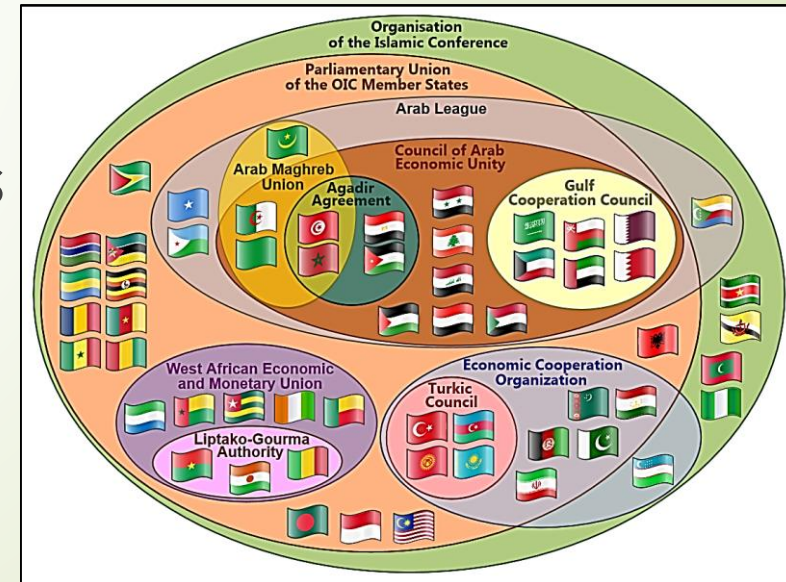 S
Organisation
of the Islamic Conference
Parliamentary Union
of the OIC Member States
Arab League
Council of Arab
Economic Unity
Arab Maghreb
Union
Agadir
Agreement
Gulf
Cooperation Council
West African Economic
and Monetary Union
Liptako-Gourma
Authority
Economic Cooperation
Organization
Turkic
Council